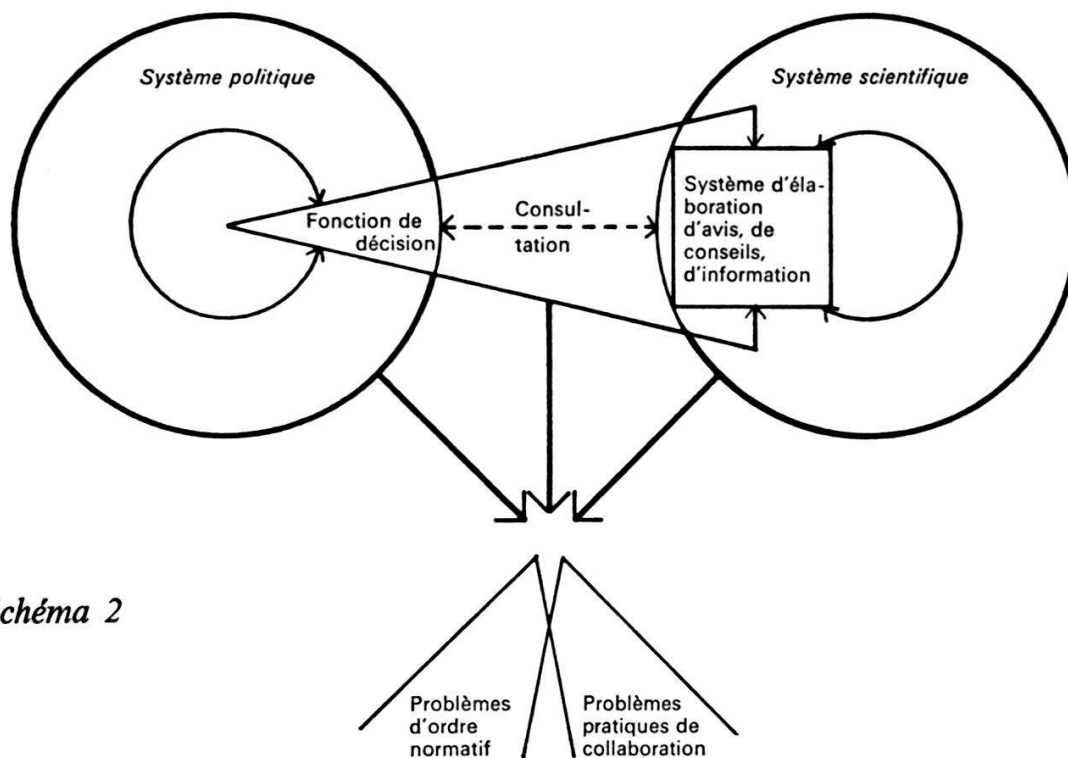 Système politique
Système scientifique
Fonction de
décision
Consul-
tation
Système d'éla-
boration
d'avis, de
conseils,
d'information
chéma 2
Problèmes
d'ordre
normatif
Problèmes
pratiques de
collaboration